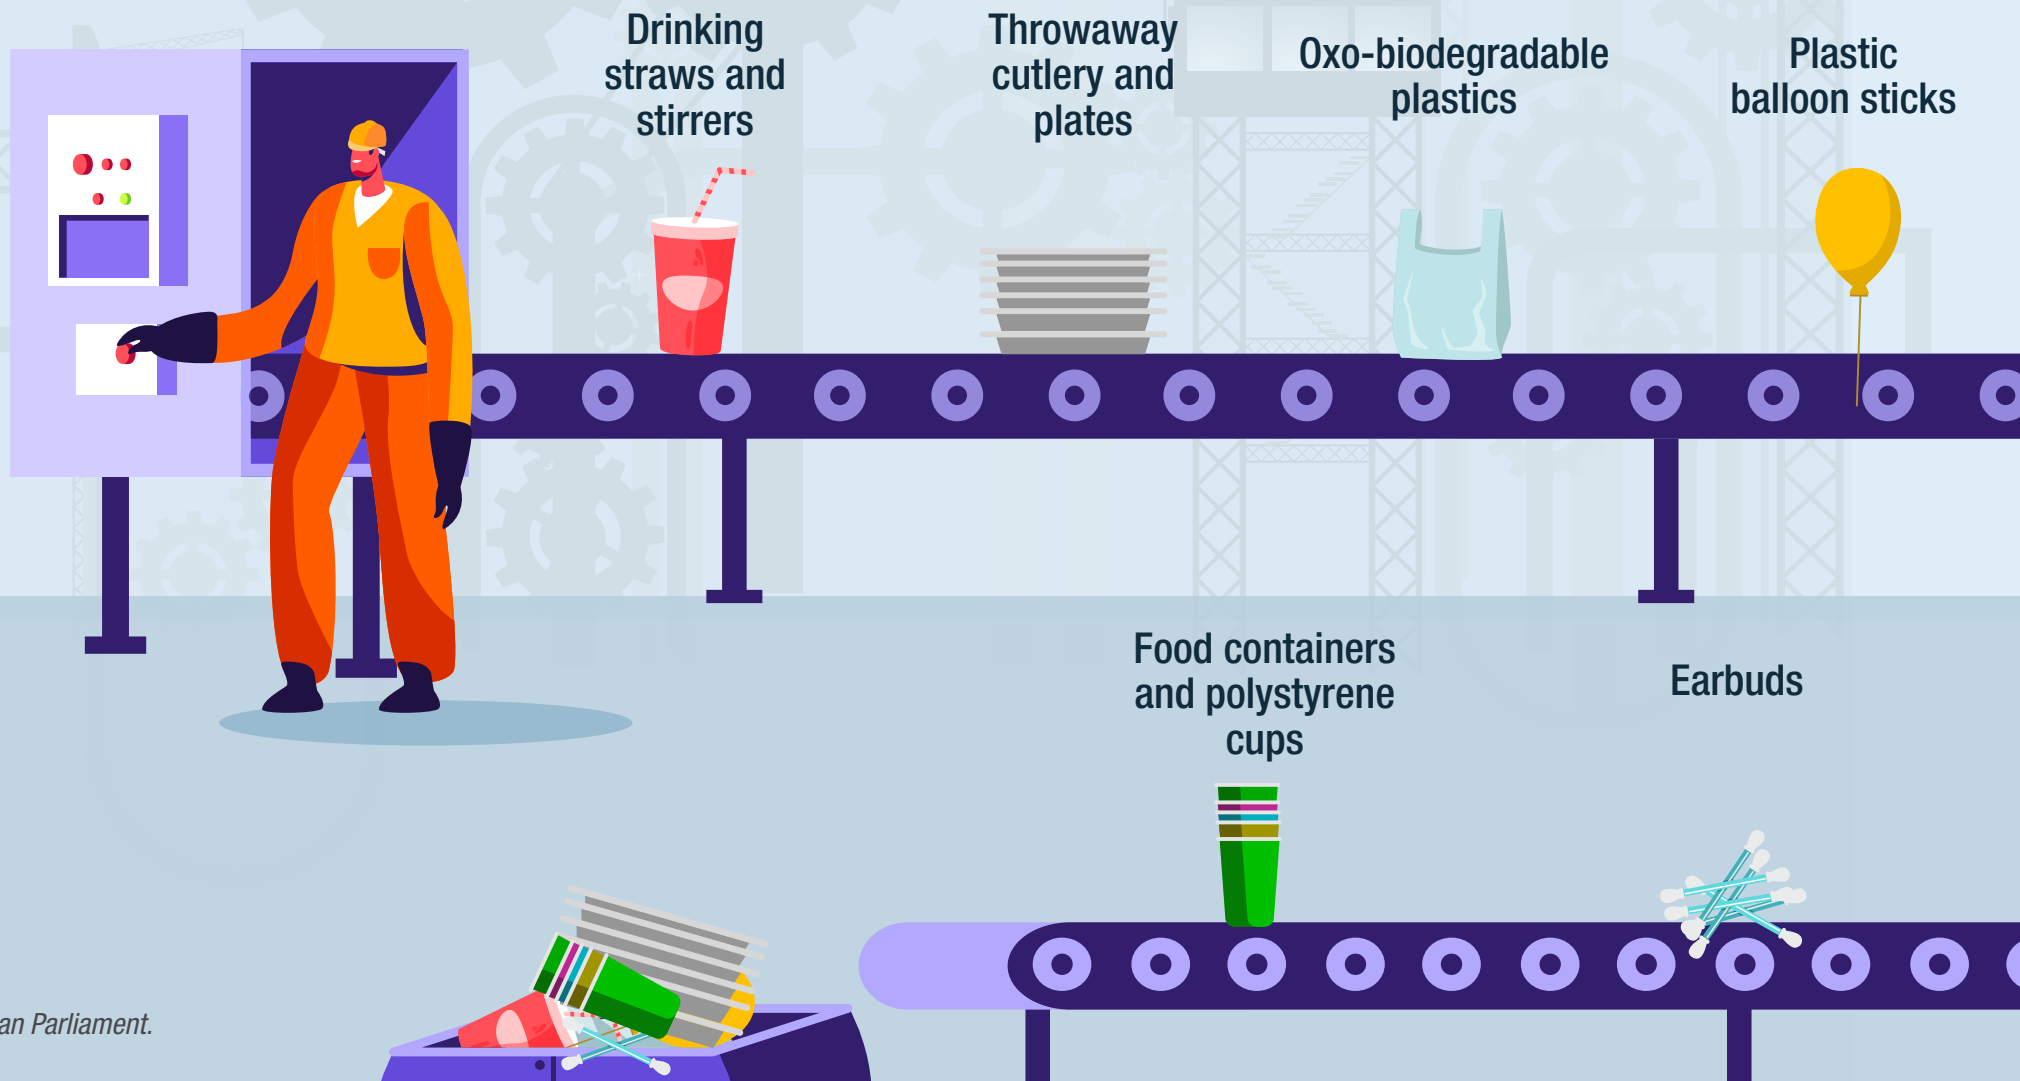 Drinking
straws and
stirrers
Throwaway
cutlery and
plates
Oxo-biodegradable
plastics
Plastic
balloon sticks
Food containers
and polystyrene
cups
Earbuds
an Parliament.